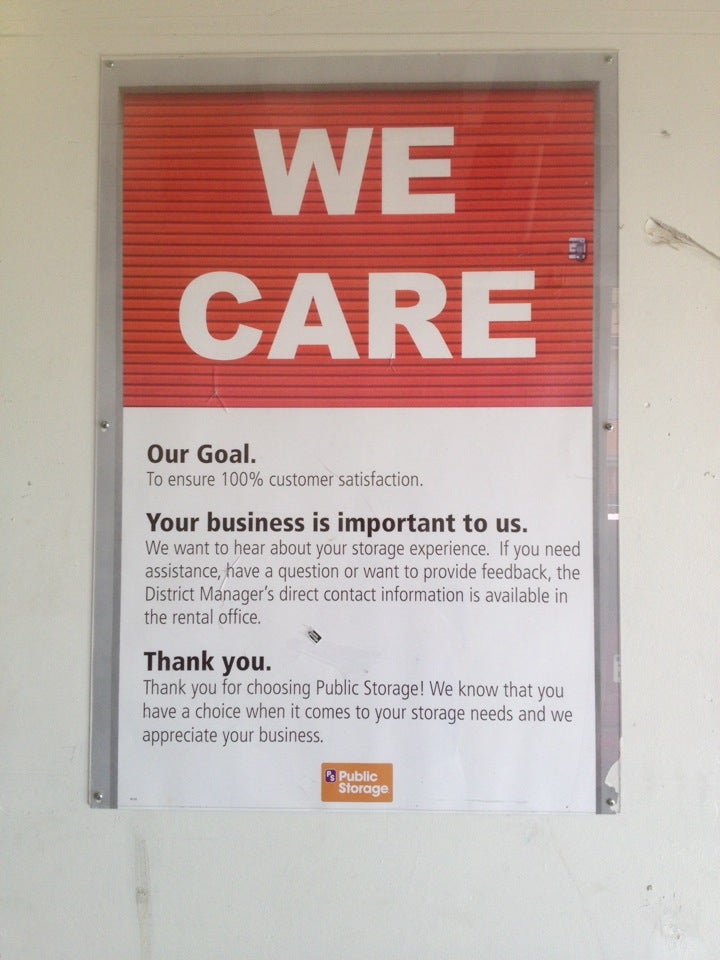 WE
CARE
Our Goal.
To ensure 100% customer satisfaction.
Your business is important to us.
We want to hear about your storage experience. If you need
assistance, have a question or want to provide feedback, the
District Manager's direct contact information is available in
the rental office.
Thank you.
Thank you for choosing Public Storage! We know that you
have a choice when it comes to your storage needs and we
appreciate your business.
PS Public
Storage